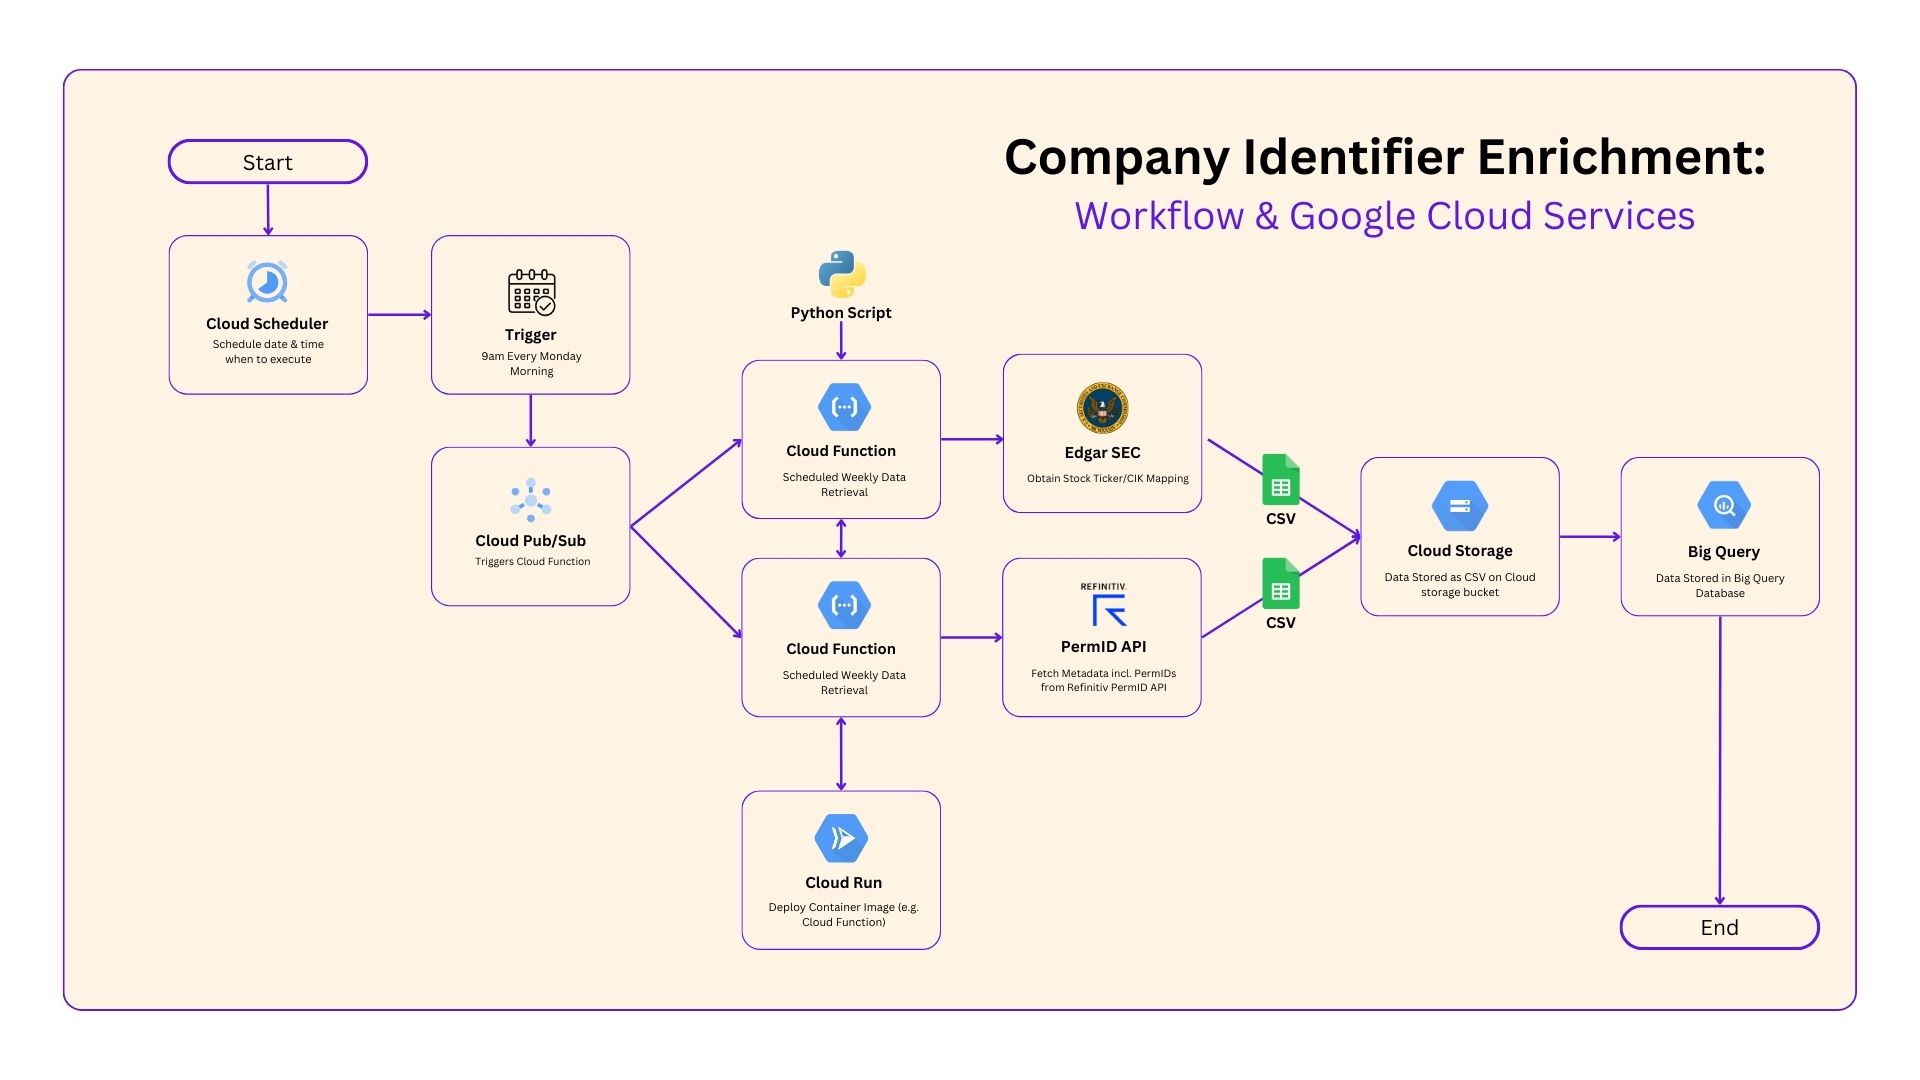 Company Identifier Enrichment:
Workflow & Google Cloud Services
Start
Cloud Scheduler
Schedule date & time
when to execute
Trigger
9am Every Monday
Morning
Cloud Pub/Sub
Triggers Cloud Function
Python Script
Cloud Function
Scheduled Weekly Data
Retrieval
Cloud Function
Scheduled Weekly Data
Retrieval
Cloud Run
Deploy Container Image (e.g.
Cloud Function)
Edgar SEC
Obtain Stock Ticker/CIK Mapping
REFINITIV
PermID API
Fetch Metadata incl. PermIDs
from Refinitiv PermID API
CSV
CSV
Cloud Storage
Data Stored as CSV on Cloud
storage bucket
Big Query
Data Stored in Big Query
Database
End